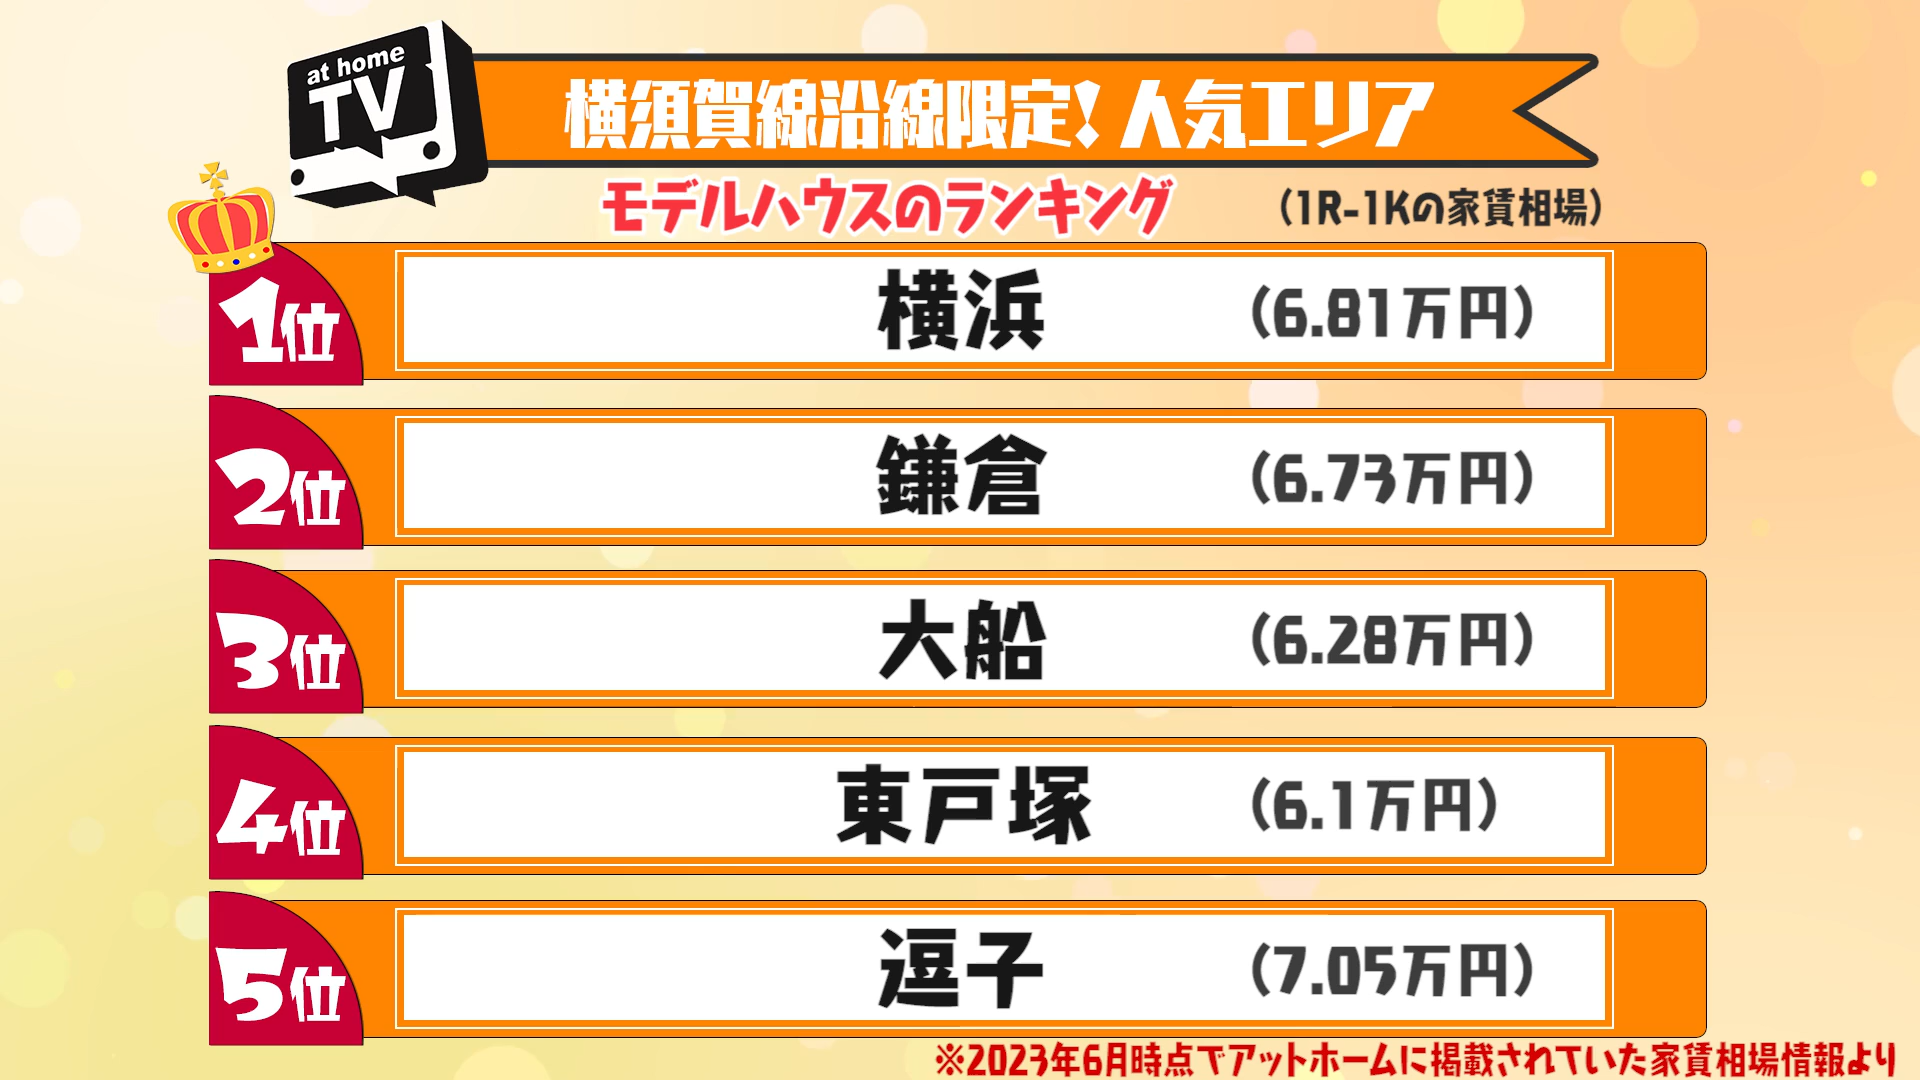 at home
TV
横須賀線沿線限定!人気エリア
モデルハウスのランキング
(1R-1Kの家賃相場)
1位 横浜 (6.81万円)
2位 鎌倉 (6.73万円)
3位 大船 (6.28万円)
4位 東戸塚 (6.1万円)
5位 逗子 (7.05万円)
※2023年6月時点でアットホームに掲載されていた家賃相場情報より